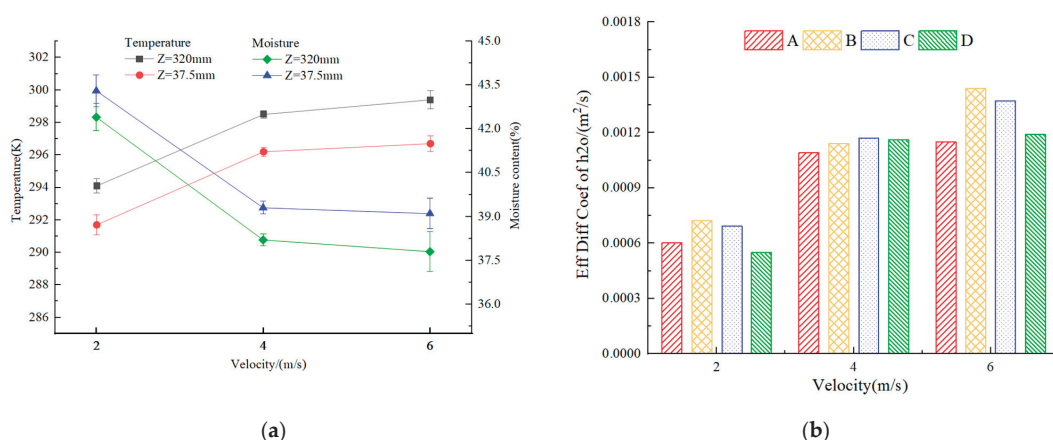 Temperature
Z=320mm
Z=37.5mm
Moisture
Z=320mm
Z=37.5mm
Temperature(K)
302
300
298
296
294
292
290
288
286
45.0
43.5
42.0
40.5
39.0
37.5
36.0
Moisture content(%)
2
4
6
Velocity/(m/s)
(a)
A
B
C
D
Eff Diff Coef of h2o/(m²/s)
0.0018
0.0015
0.0012
0.0009
0.0006
0.0003
0.0000
2
4
6
Velocity(m/s)
(b)